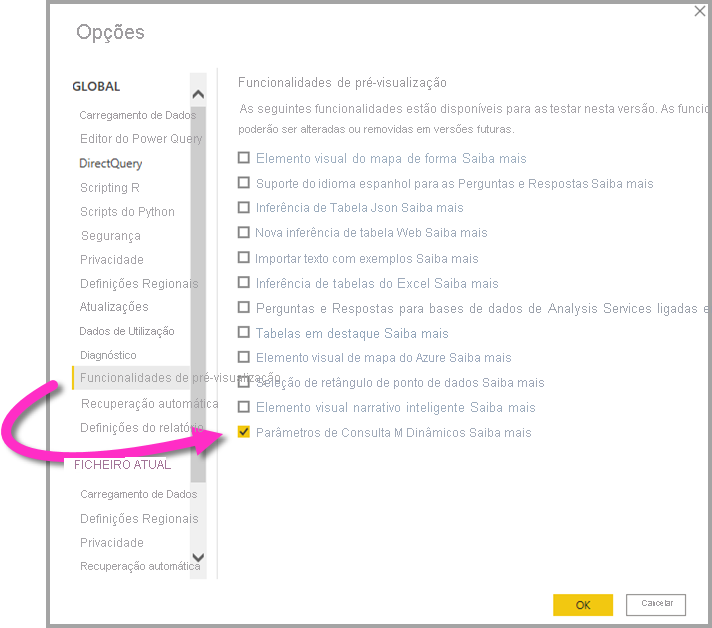 Opções
GLOBAL
Carregamento de Dados
Editor do Power Query
DirectQuery
Scripting R
Scripts do Python
Segurança
Privacidade
Definições Regionais
Atualizações
Dados de Utilização
Diagnóstico
Funcionalidades de pré-visualização
Recuperação automática
Definições do relatório
FICHEIRO ATUAL
Carregamento de Dados
Definições Regionais
Privacidade
Recuperação automática
Funcionalidades de pré-visualização
As seguintes funcionalidades estão disponíveis para as testar nesta versão. As funci
poderão ser alteradas ou removidas em versões futuras.
Elemento visual do mapa de forma Saiba mais
Suporte do idioma espanhol para as Perguntas e Respostas Saiba mais
Inferência de Tabela Json Saiba mais
Nova inferência de tabela Web Saiba mais
Importar texto com exemplos Saiba mais
Inferência de tabelas do Excel Saiba mais
Perguntas e Respostas para bases de dados de Analysis Services ligadas e
Tabelas em destaque Saiba mais
Elemento visual de mapa do Azure Saiba mais
Seleção de retângulo de ponto de dados Saiba mais
Elemento visual narrativo inteligente Saiba mais
Parâmetros de Consulta M Dinâmicos Saiba mais
OK
Cancelar